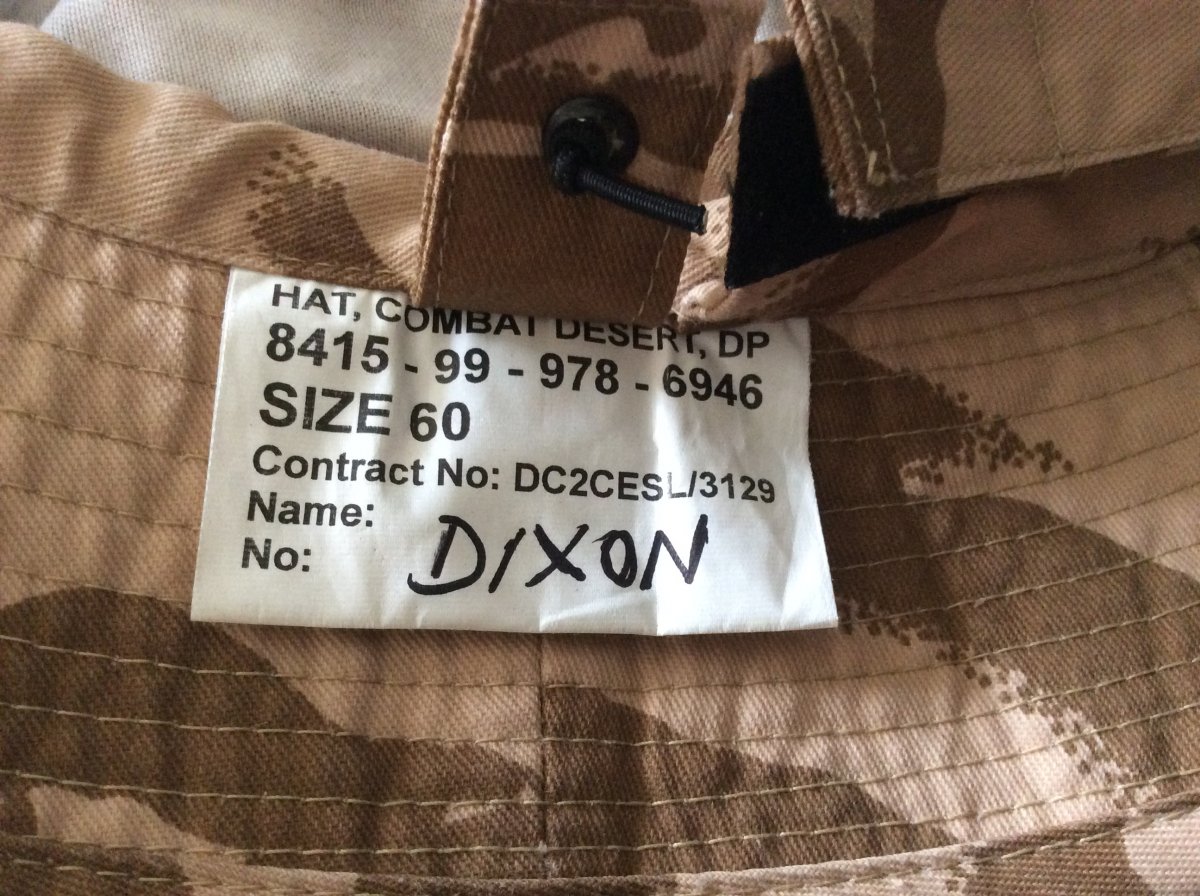 HAT, COMBAT DESERT, DP
8415 - 99 - 978 - 6946
SIZE 60
Contract No: DC2CESL/3129
Name:
No:
DIXON